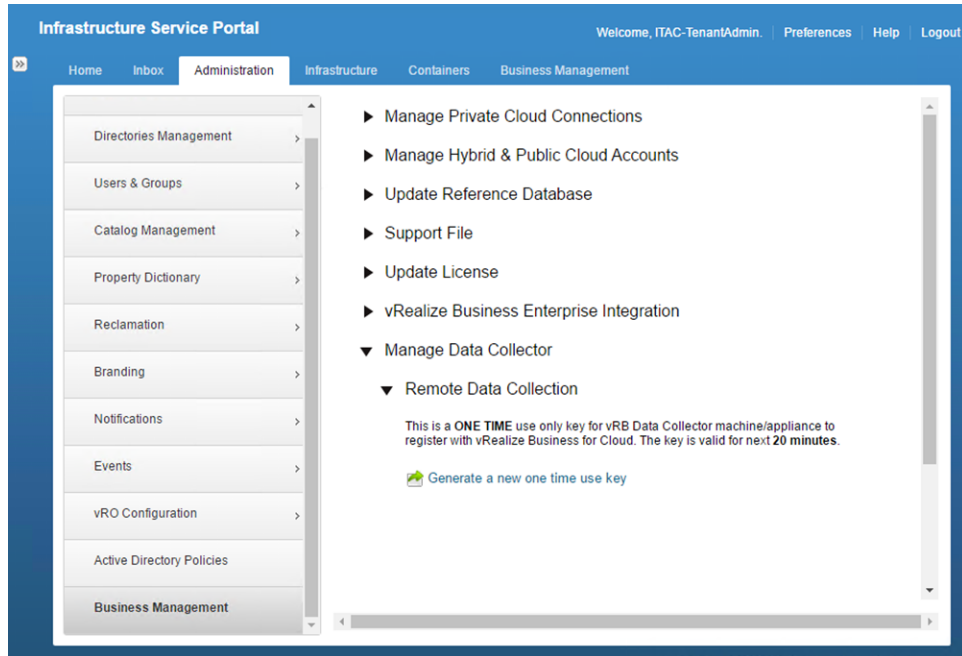 Infrastructure Service Portal
Welcome, ITAC-TenantAdmin. Preferences Help Logout
Home Inbox Administration Infrastructure Containers Business Management
Directories Management
Users & Groups
Catalog Management
Property Dictionary
Reclamation
Branding
Notifications
Events
vRO Configuration
Active Directory Policies
Business Management
Manage Private Cloud Connections
Manage Hybrid & Public Cloud Accounts
Update Reference Database
Support File
Update License
vRealize Business Enterprise Integration
Manage Data Collector
Remote Data Collection
This is a ONE TIME use only key for vRB Data Collector machine/appliance to
register with vRealize Business for Cloud. The key is valid for next 20 minutes.
Generate a new one time use key